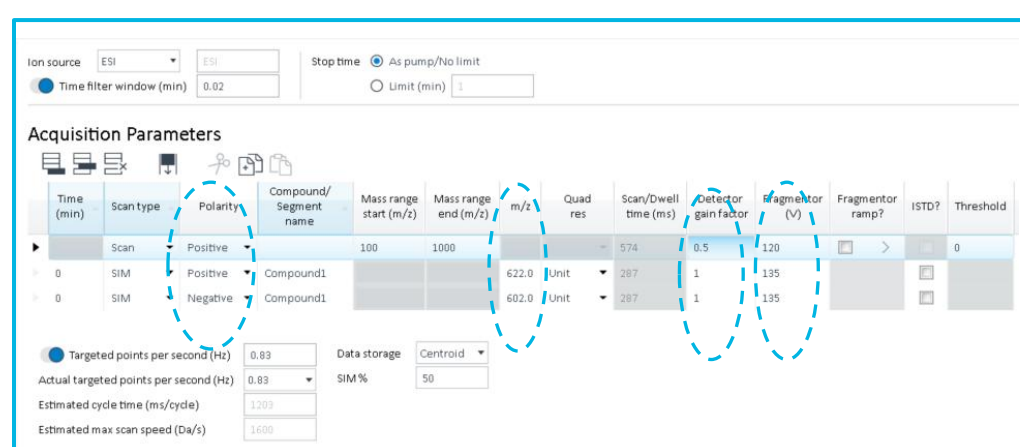 Ion source ESI ESI Stop time As pump/No limit
Time filter window (min) 0.02 Limit (min) 1
Acquisition Parameters
Time (min) Scan type Polarity Compound/ Segment name Mass range start (m/z) Mass range end (m/z) m/z Quad res Scan/Dwell time (ms) Detector gain factor Fragmentor (V) Fragmentor ramp? ISTD? Threshold
Scan Positive 100 1000 574 0.5 120 0
0 SIM Positive Compound1 622.0 Unit 287 1 135
0 SIM Negative Compound1 602.0 Unit 287 1 135
Targeted points per second (Hz) 0.83 Data storage Centroid
Actual targeted points per second (Hz) 0.83 SIM% 50
Estimated cycle time (ms/cycle) 1203
Estimated max scan speed (Da/s) 1600